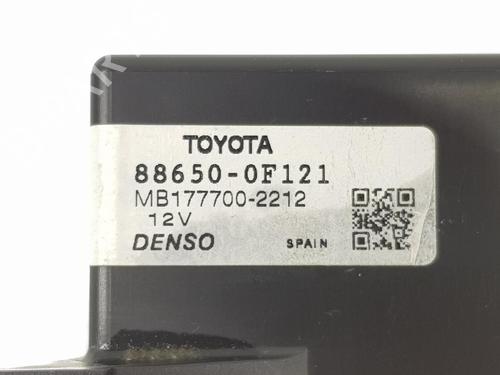 TOYOTA
88650-0F121
MB177700-2212
12V
DENSO
SPAIN